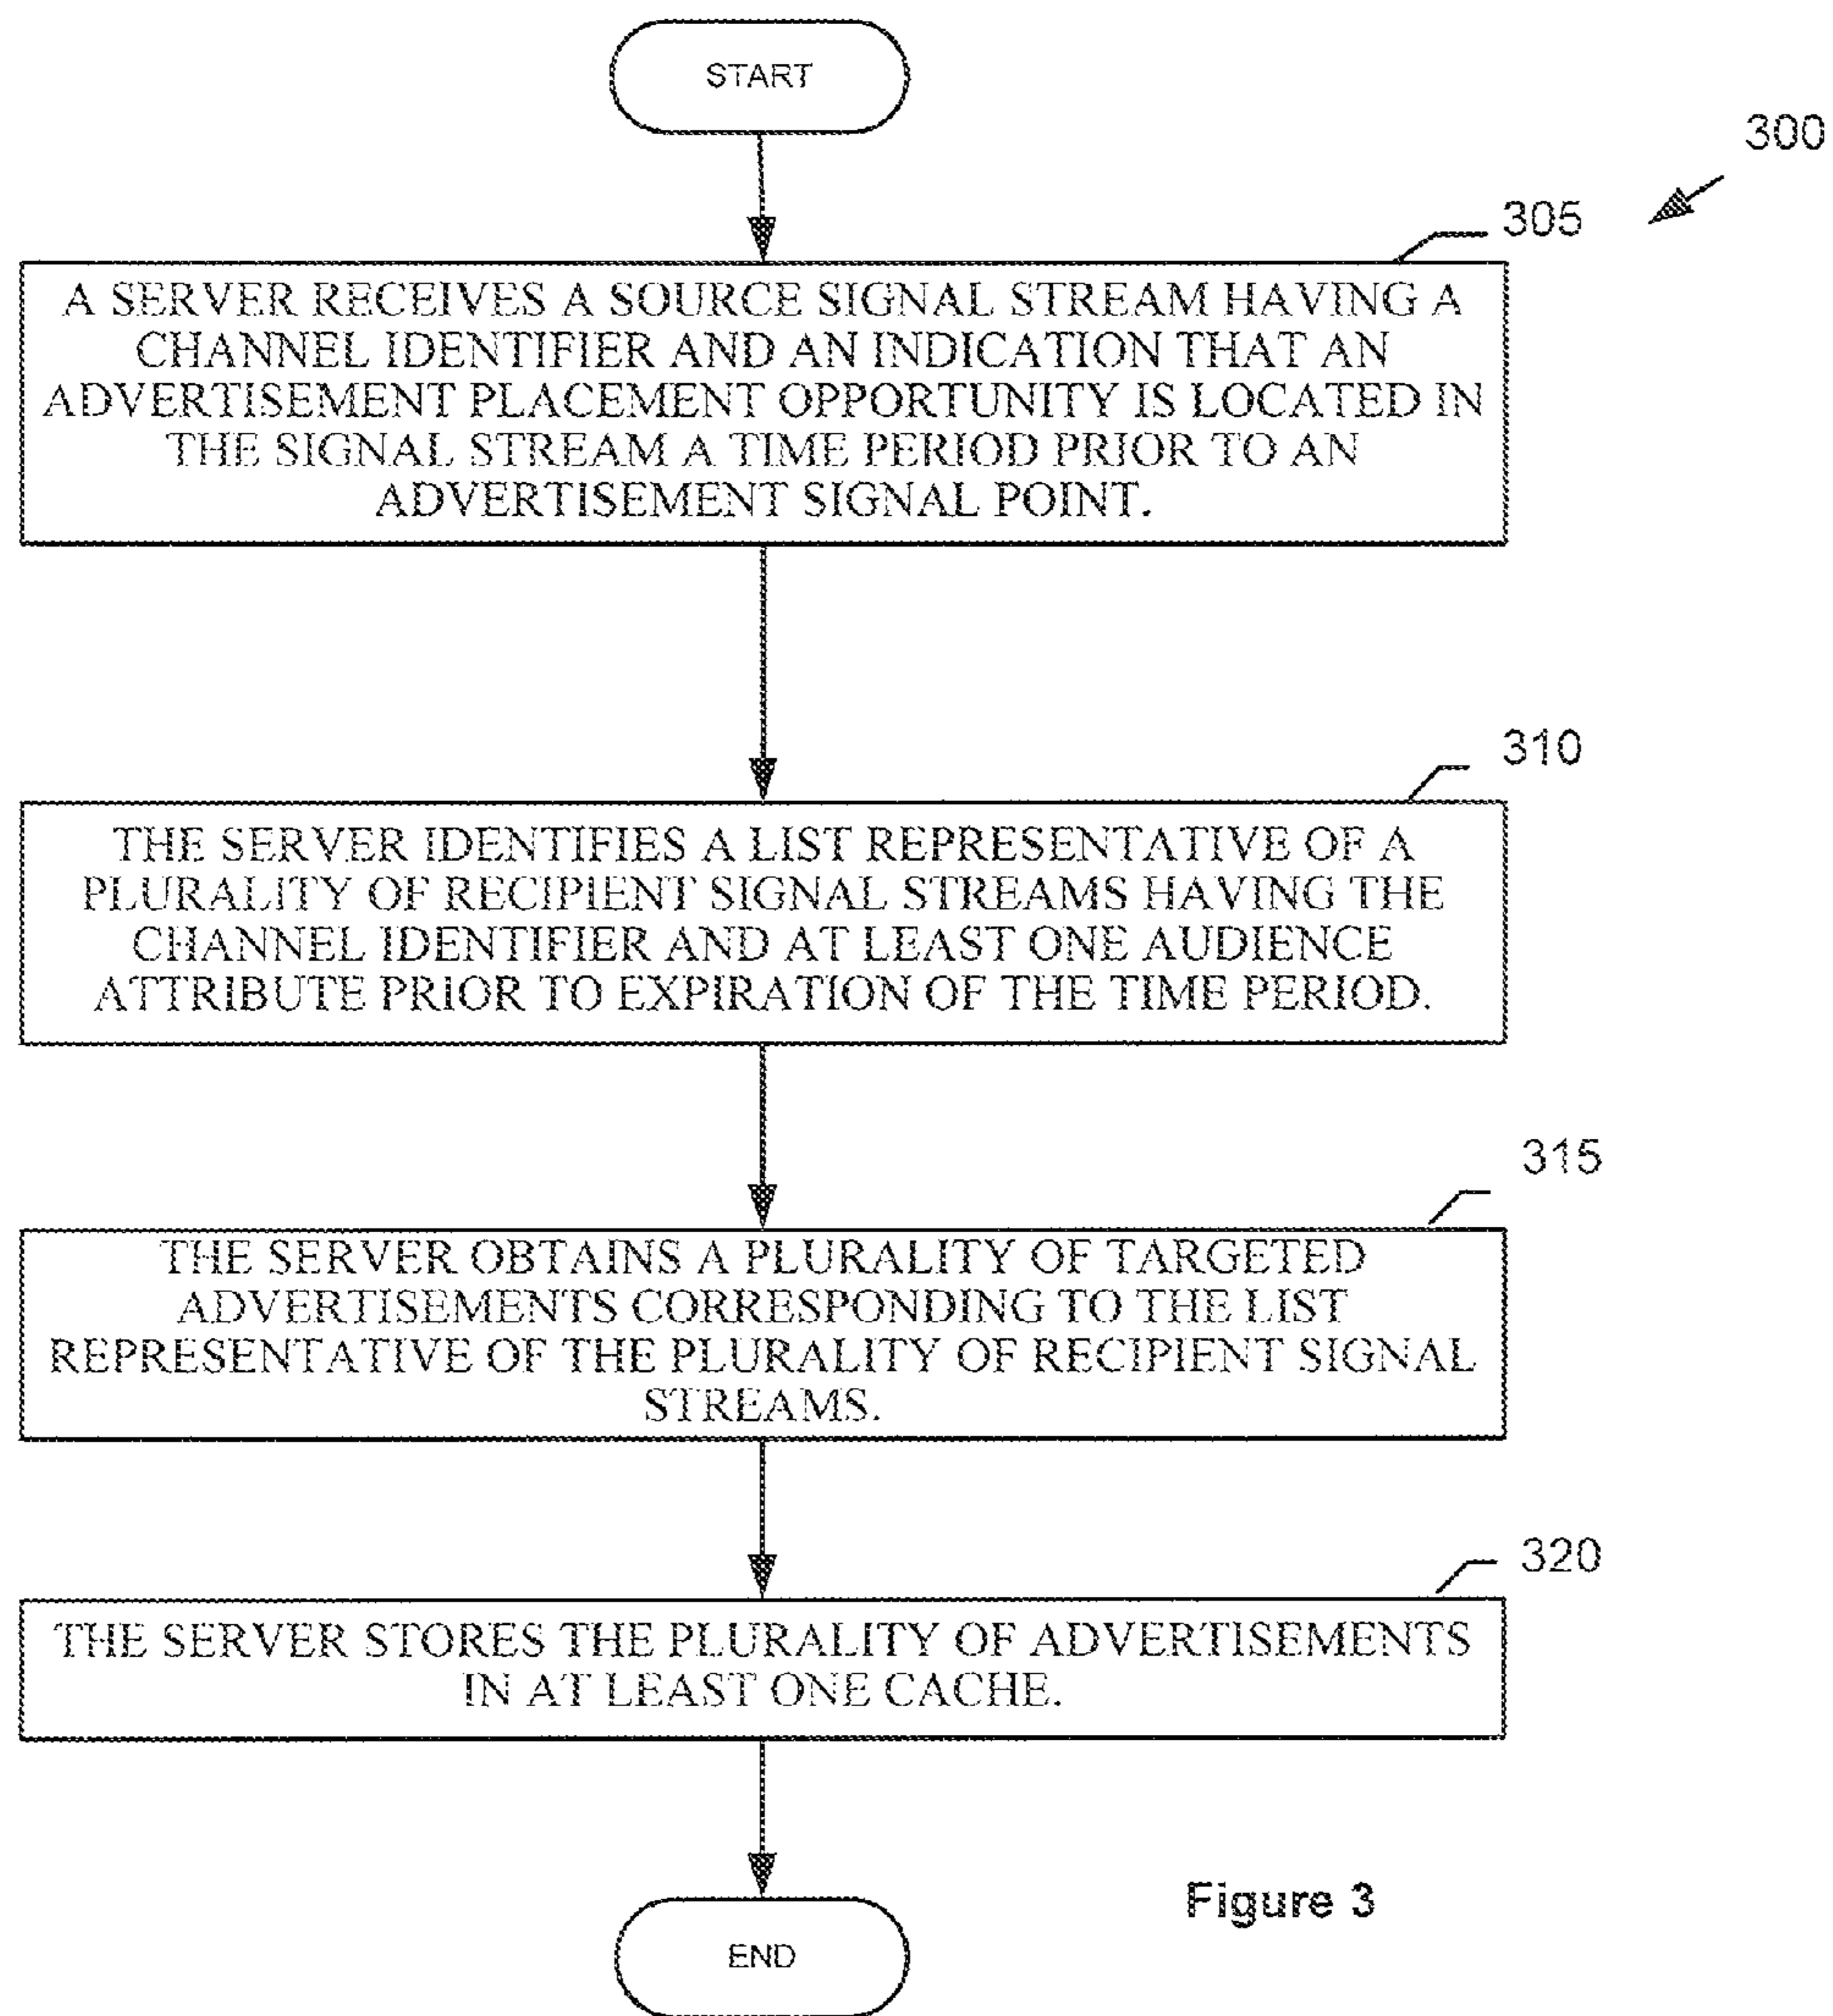 START
300
305
A SERVER RECEIVES A SOURCE SIGNAL STREAM HAVING A
CHANNEL IDENTIFIER AND AN INDICATION THAT AN
ADVERTISEMENT PLACEMENT OPPORTUNITY IS LOCATED IN
THE SIGNAL STREAM A TIME PERIOD PRIOR TO AN
ADVERTISEMENT SIGNAL POINT.
310
THE SERVER IDENTIFIES A LIST REPRESENTATIVE OF A
PLURALITY OF RECIPIENT SIGNAL STREAMS HAVING THE
CHANNEL IDENTIFIER AND AT LEAST ONE AUDIENCE
ATTRIBUTE PRIOR TO EXPIRATION OF THE TIME PERIOD.
315
THE SERVER OBTAINS A PLURALITY OF TARGETED
ADVERTISEMENTS CORRESPONDING TO THE LIST
REPRESENTATIVE OF THE PLURALITY OF RECIPIENT SIGNAL
STREAMS.
320
THE SERVER STORES THE PLURALITY OF ADVERTISEMENTS
IN AT LEAST ONE CACHE.
Figure 3
END